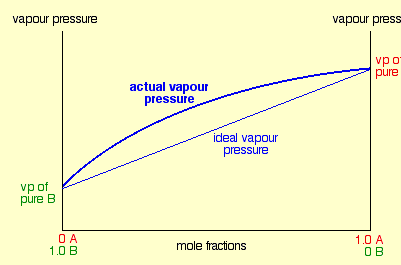 vapour pressure
vapour press
actual vapour
pressure
vp of
pure
ideal vapour
pressure
vp of
pure B
0 A
1.0 B
mole fractions
1.0 A
0 B